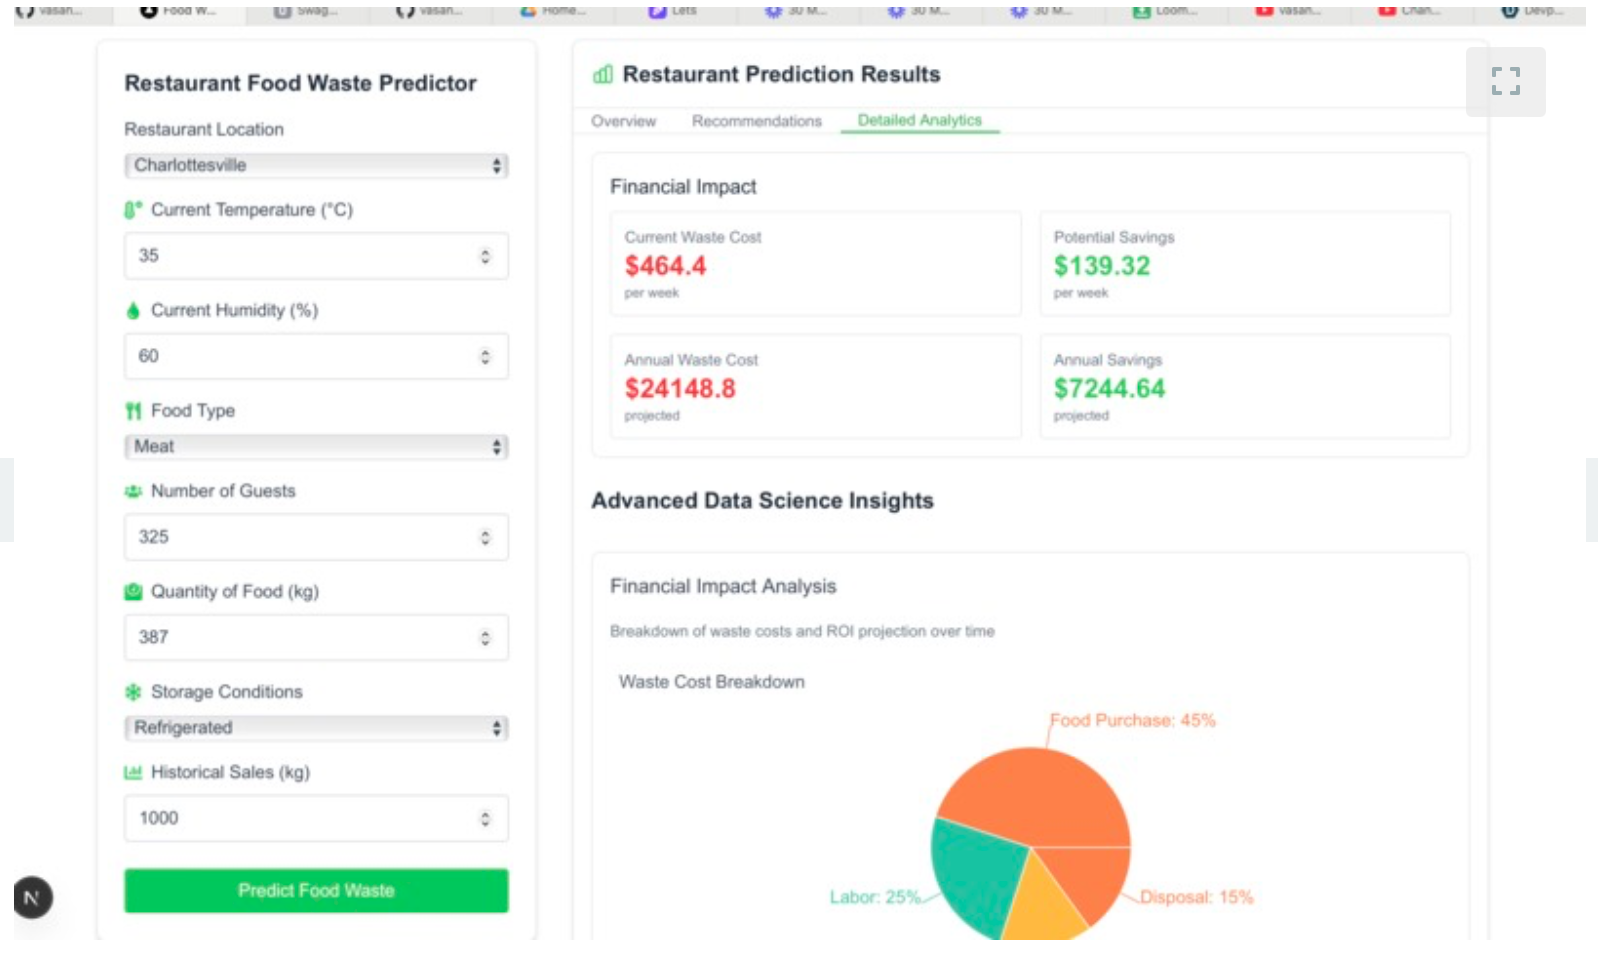 vasan...
Food W...
Swag...
vasan...
Home...
Lets
30 M...
30 M...
30 M...
Loom...
vasan...
Chan...
Devp...
Restaurant Food Waste Predictor
Restaurant Location
Charlottesville
Current Temperature (°C)
35
Current Humidity (%)
60
Food Type
Meat
Number of Guests
325
Quantity of Food (kg)
387
Storage Conditions
Refrigerated
Historical Sales (kg)
1000
Predict Food Waste
N
Restaurant Prediction Results
Overview Recommendations Detailed Analytics
Financial Impact
Current Waste Cost
$464.4
per week
Potential Savings
$139.32
per week
Annual Waste Cost
$24148.8
projected
Annual Savings
$7244.64
projected
Advanced Data Science Insights
Financial Impact Analysis
Breakdown of waste costs and ROI projection over time
Waste Cost Breakdown
Food Purchase: 45%
Labor: 25%
Disposal: 15%